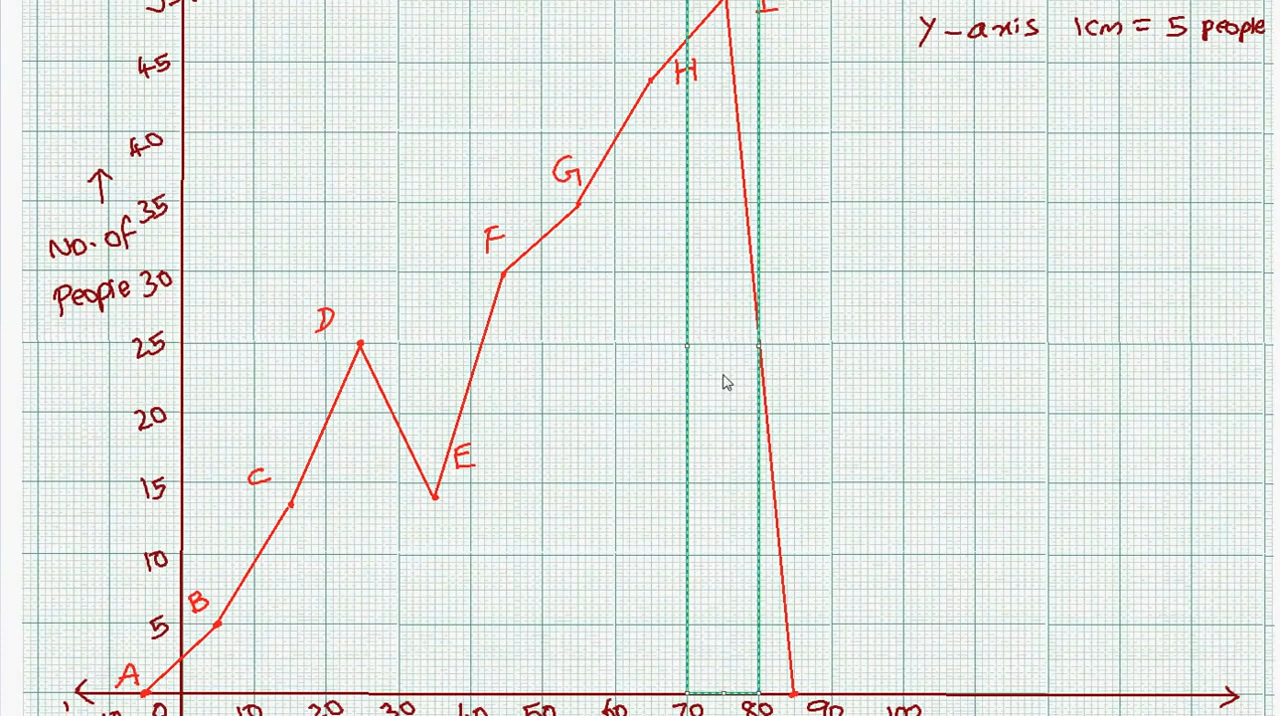 I
Y-axis 1cm = 5 people
45
H
40
G
35
No. of
F
People 30
D
25
20
E
C
15
10
B
5
A
0 10 20 30 40 50 60 70 80 90 100